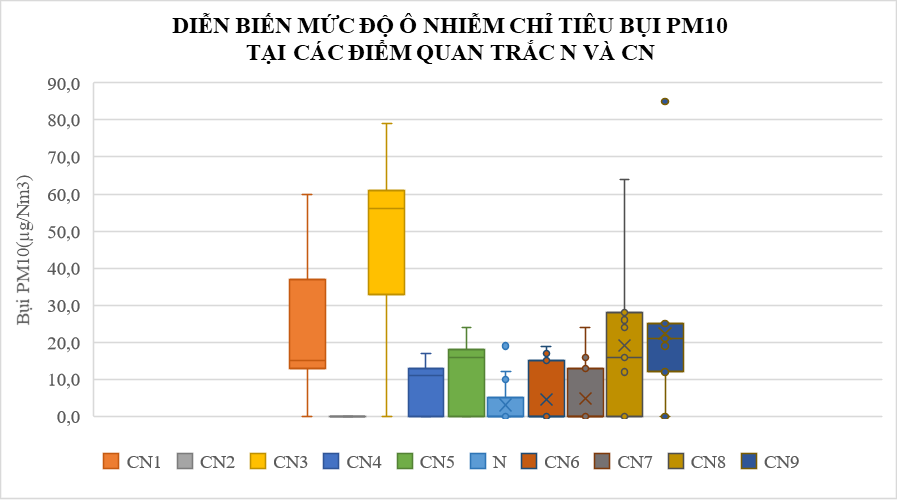 DIỄN BIẾN MỨC ĐỘ Ô NHIỄM CHỈ TIÊU BỤI PM10
TẠI CÁC ĐIỂM QUAN TRẮC N VÀ CN
Bụi PM10(µg/Nm3)
90,0
80,0
70,0
60,0
50,0
40,0
30,0
20,0
10,0
0,0
CN1 CN2 CN3 CN4 CN5 N CN6 CN7 CN8 CN9